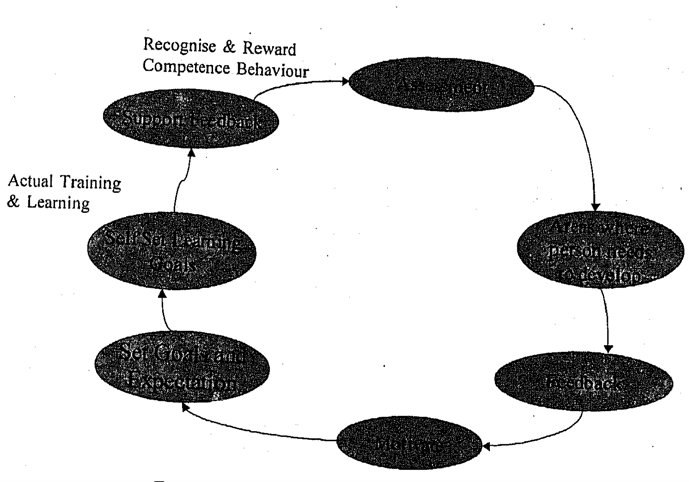 Recognise & Reward
Competence Behaviour
Assessment
Support Feedback
Actual Training
& Learning
Self Set Learning
Goals
Areas where
person needs
to develop
Set Goals and
Expectation
Feedback